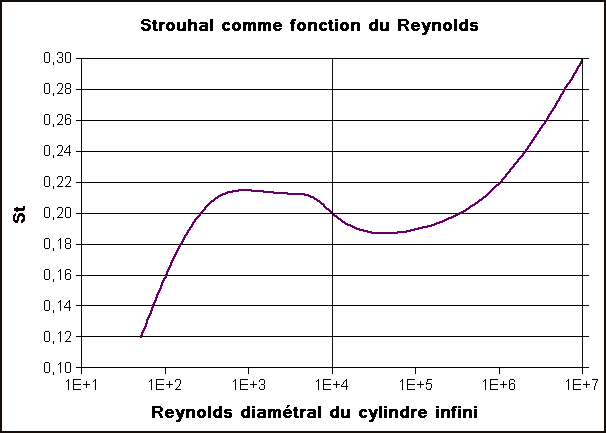 Strouhal comme fonction du Reynolds
0,30
0,28
0,26
0,24
0,22
0,20
0,18
0,16
0,14
0,12
0,10
St
1E+1 1E+2 1E+3 1E+4 1E+5 1E+6 1E+7
Reynolds diamétral du cylindre infini